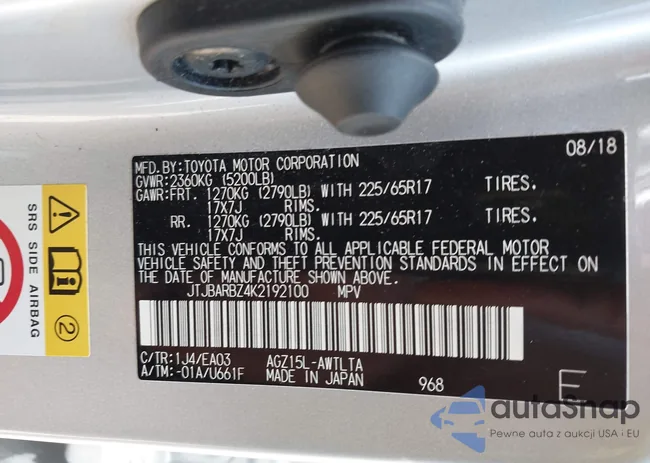 08/18
MFD.BY:TOYOTA MOTOR CORPORATION
GVWR:2360KG (5200LB)
GAWR:FRT. 1270KG (2790LB) WITH 225/65R17 TIRES.
17X7J RIMS.
RR. 1270KG (2790LB) WITH 225/65R17 TIRES.
17X7J RIMS.
THIS VEHICLE CONFORMS TO ALL APPLICABLE FEDERAL MOTOR
VEHICLE SAFETY AND THEFT PREVENTION STANDARDS IN EFFECT ON THE
DATE OF MANUFACTURE SHOWN ABOVE.
JTJBARBZ4K2192100 MPV
C/TR:1J4/EA03 AGZ15L-AWTLTA
A/TM:-01A/U661F MADE IN JAPAN 968
E
SRS SIDE AIRBAG
2
autoSnap
Pewne auta z aukcji USA i EU